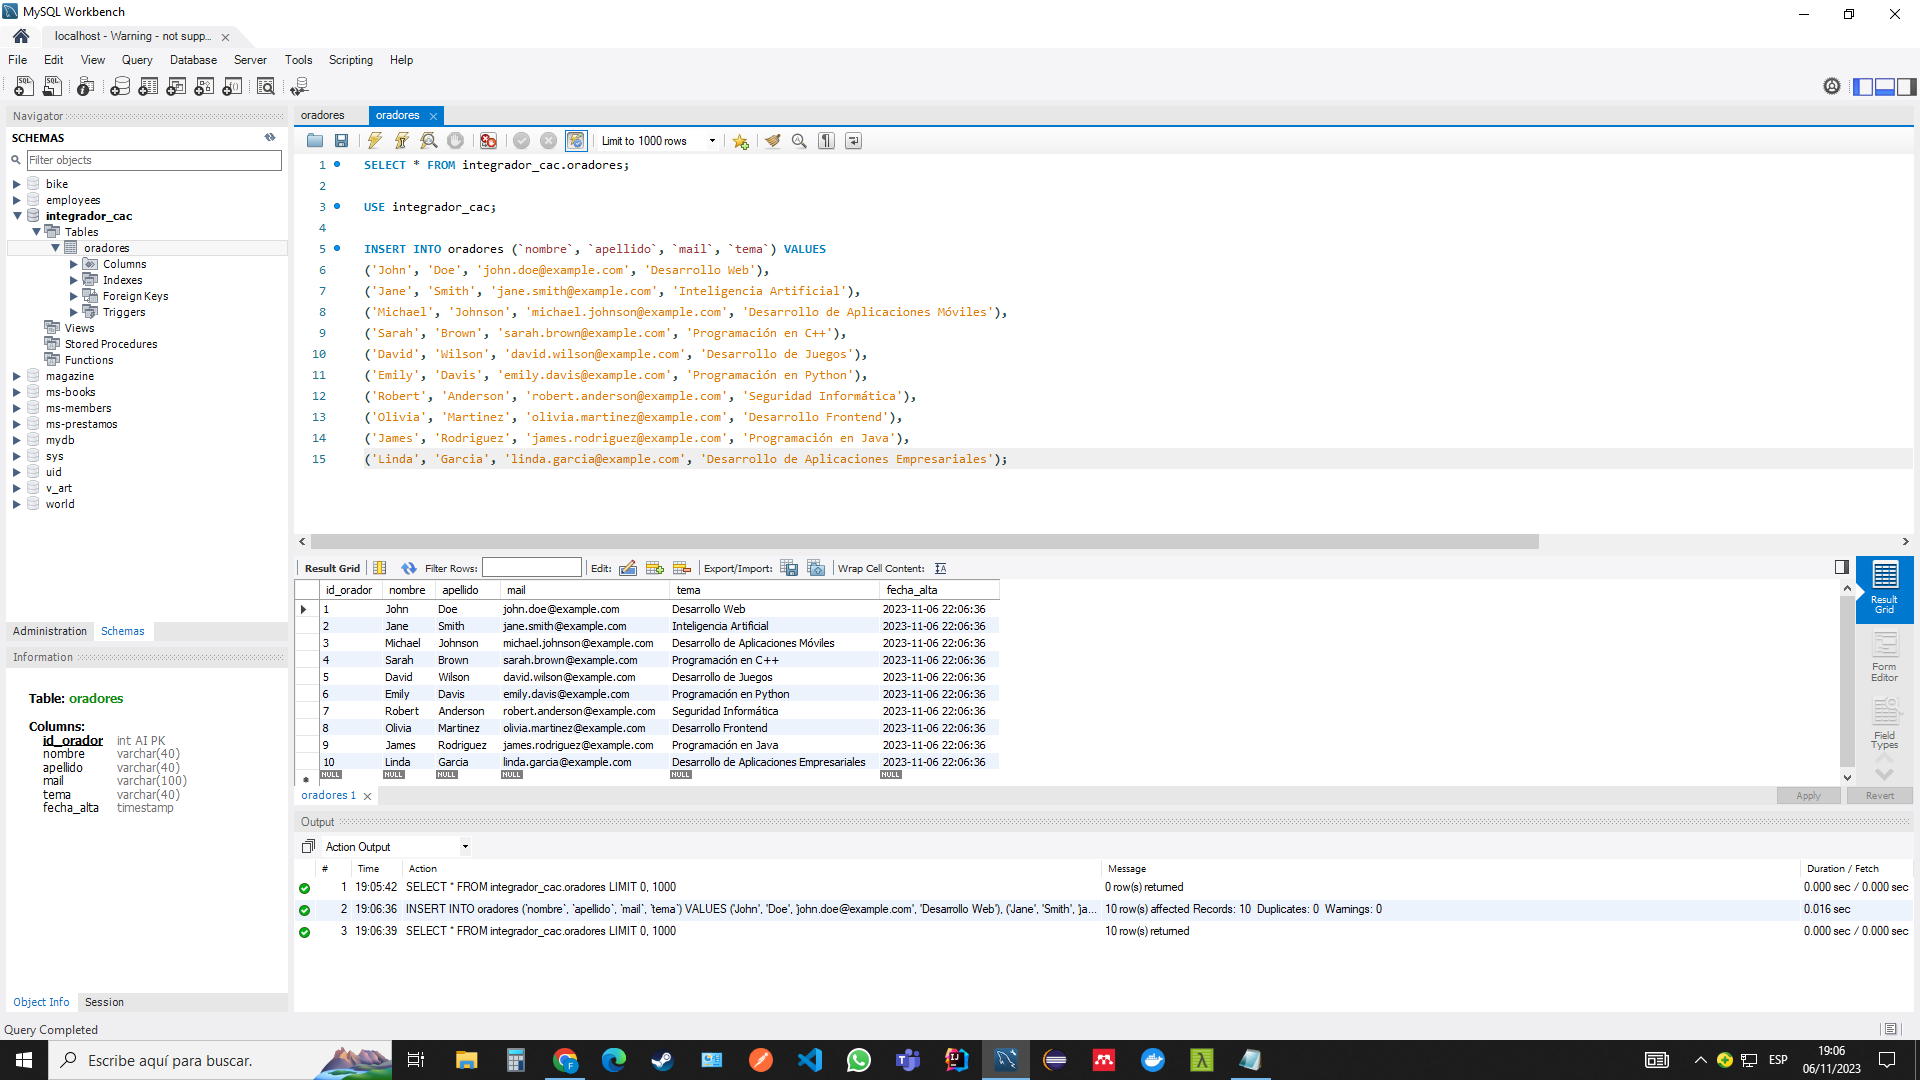 MySQL Workbench
localhost - Warning - not supp...
File Edit View Query Database Server Tools Scripting Help
Navigator
SCHEMAS
Filter objects
bike
employees
integrador_cac
Tables
oradores
Columns
Indexes
Foreign Keys
Triggers
Views
Stored Procedures
Functions
magazine
ms-books
ms-members
ms-prestamos
mydb
sys
uid
v_art
world
Administration Schemas
Information
Table: oradores
Columns:
id_orador int AI PK
nombre varchar(40)
apellido varchar(40)
mail varchar(100)
tema varchar(40)
fecha_alta timestamp
Object Info Session
oradores oradores
Limit to 1000 rows
1 SELECT * FROM integrador_cac.oradores;
2
3 USE integrador_cac;
4
5 INSERT INTO oradores (`nombre`, `apellido`, `mail`, `tema`) VALUES
6 ('John', 'Doe', 'john.doe@example.com', 'Desarrollo Web'),
7 ('Jane', 'Smith', 'jane.smith@example.com', 'Inteligencia Artificial'),
8 ('Michael', 'Johnson', 'michael.johnson@example.com', 'Desarrollo de Aplicaciones Móviles'),
9 ('Sarah', 'Brown', 'sarah.brown@example.com', 'Programación en C++'),
10 ('David', 'Wilson', 'david.wilson@example.com', 'Desarrollo de Juegos'),
11 ('Emily', 'Davis', 'emily.davis@example.com', 'Programación en Python'),
12 ('Robert', 'Anderson', 'robert.anderson@example.com', 'Seguridad Informática'),
13 ('Olivia', 'Martinez', 'olivia.martinez@example.com', 'Desarrollo Frontend'),
14 ('James', 'Rodriguez', 'james.rodriguez@example.com', 'Programación en Java'),
15 ('Linda', 'Garcia', 'linda.garcia@example.com', 'Desarrollo de Aplicaciones Empresariales');
Result Grid Filter Rows: Edit: Export/Import: Wrap Cell Content:
id_orador nombre apellido mail tema fecha_alta
1 John Doe john.doe@example.com Desarrollo Web 2023-11-06 22:06:36
2 Jane Smith jane.smith@example.com Inteligencia Artificial 2023-11-06 22:06:36
3 Michael Johnson michael.johnson@example.com Desarrollo de Aplicaciones Móviles 2023-11-06 22:06:36
4 Sarah Brown sarah.brown@example.com Programación en C++ 2023-11-06 22:06:36
5 David Wilson david.wilson@example.com Desarrollo de Juegos 2023-11-06 22:06:36
6 Emily Davis emily.davis@example.com Programación en Python 2023-11-06 22:06:36
7 Robert Anderson robert.anderson@example.com Seguridad Informática 2023-11-06 22:06:36
8 Olivia Martinez olivia.martinez@example.com Desarrollo Frontend 2023-11-06 22:06:36
9 James Rodriguez james.rodriguez@example.com Programación en Java 2023-11-06 22:06:36
10 Linda Garcia linda.garcia@example.com Desarrollo de Aplicaciones Empresariales 2023-11-06 22:06:36
NULL NULL NULL NULL NULL NULL
Result
Grid
Form
Editor
Field
Types
oradores 1 Apply Revert
Output
Action Output
# Time Action Message Duration / Fetch
1 19:05:42 SELECT * FROM integrador_cac.oradores LIMIT 0, 1000 0 row(s) returned 0.000 sec / 0.000 sec
2 19:06:36 INSERT INTO oradores (`nombre`, `apellido`, `mail`, `tema`) VALUES ('John', 'Doe', 'john.doe@example.com', 'Desarrollo Web'), ('Jane', 'Smith', 'ja... 10 row(s) affected Records: 10 Duplicates: 0 Warnings: 0 0.016 sec
3 19:06:39 SELECT * FROM integrador_cac.oradores LIMIT 0, 1000 10 row(s) returned 0.000 sec / 0.000 sec
Query Completed
Escribe aquí para buscar.
ESP
19:06
06/11/2023